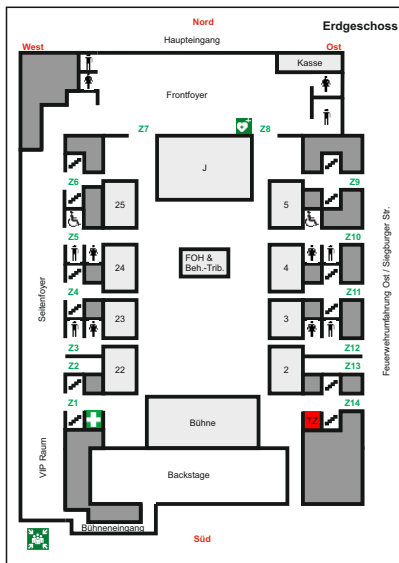 Nord
Erdgeschoss
Haupteingang
West
Ost
Kasse
Frontfoyer
Z7
Z8
J
Z6
Z9
25
5
Z5
Z10
FOH &
Beh.-Trib.
24
4
Seitenfoyer
Feuerwehrumfahrung Ost / Siegburger Str.
Z4
Z11
23
3
Z3
Z12
22
2
Z2
Z13
Z1
Z14
TZ
Bühne
VIP Raum
Backstage
Bühneneingang
Süd